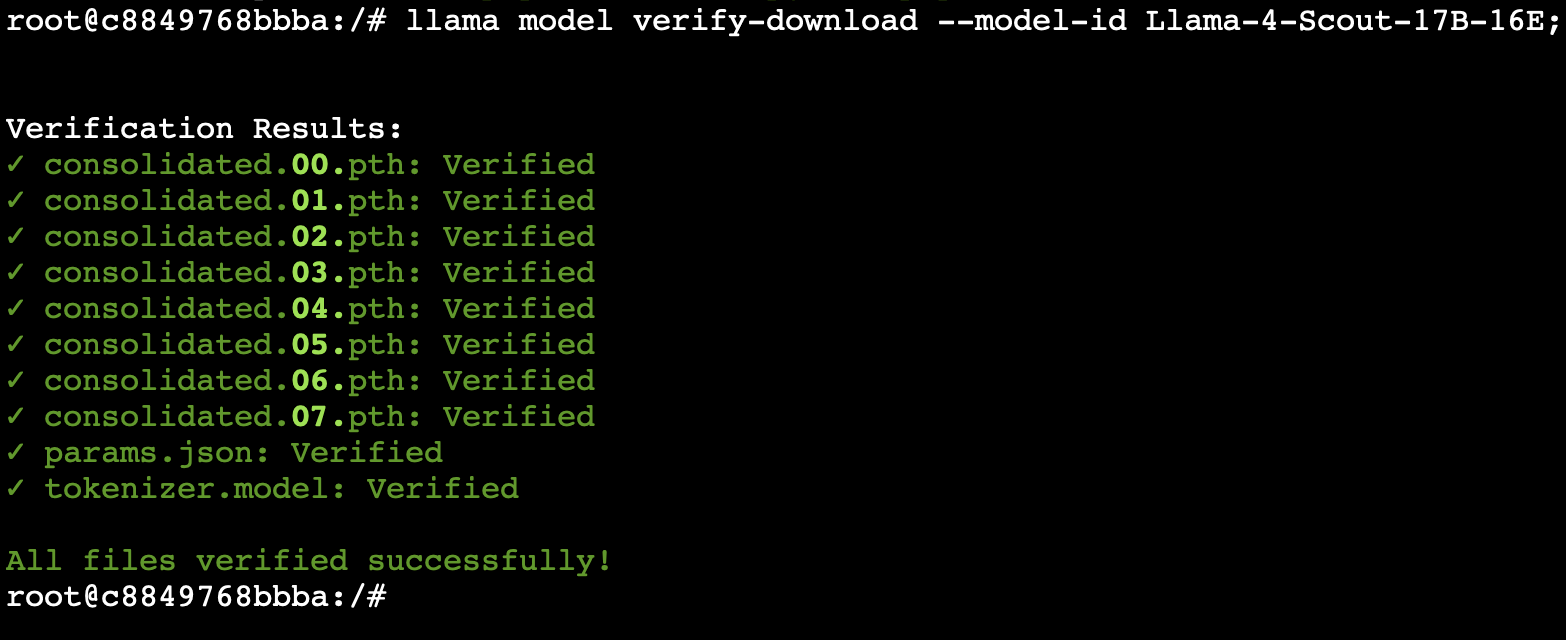 root@c8849768bbba:/# llama model verify-download --model-id Llama-4-Scout-17B-16E;
Verification Results:
✓ consolidated.00.pth: Verified
✓ consolidated.01.pth: Verified
✓ consolidated.02.pth: Verified
✓ consolidated.03.pth: Verified
✓ consolidated.04.pth: Verified
✓ consolidated.05.pth: Verified
✓ consolidated.06.pth: Verified
✓ consolidated.07.pth: Verified
✓ params.json: Verified
✓ tokenizer.model: Verified
All files verified successfully!
root@c8849768bbba:/#